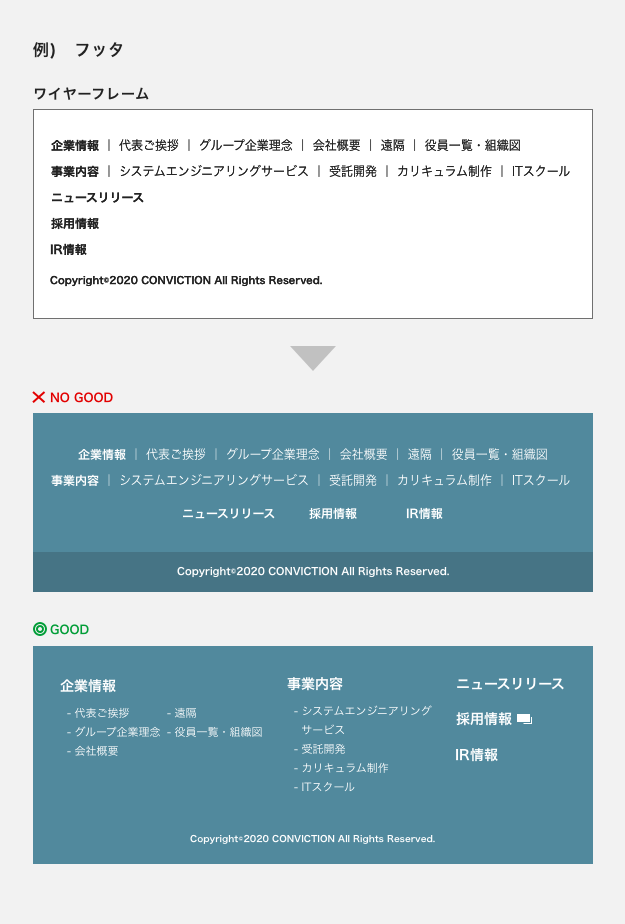 例)　フッタ
ワイヤーフレーム
企業情報 | 代表ご挨拶 | グループ企業理念 | 会社概要 | 遠隔 | 役員一覧・組織図
事業内容 | システムエンジニアリングサービス | 受託開発 | カリキュラム制作 | ITスクール
ニュースリリース
採用情報
IR情報
Copyright©2020 CONVICTION All Rights Reserved.
NO GOOD
企業情報 | 代表ご挨拶 | グループ企業理念 | 会社概要 | 遠隔 | 役員一覧・組織図
事業内容 | システムエンジニアリングサービス | 受託開発 | カリキュラム制作 | ITスクール
ニュースリリース 採用情報 IR情報
Copyright©2020 CONVICTION All Rights Reserved.
GOOD
企業情報
- 代表ご挨拶
- グループ企業理念
- 会社概要
- 遠隔
- 役員一覧・組織図
事業内容
- システムエンジニアリング
サービス
- 受託開発
- カリキュラム制作
- ITスクール
ニュースリリース
採用情報
IR情報
Copyright©2020 CONVICTION All Rights Reserved.